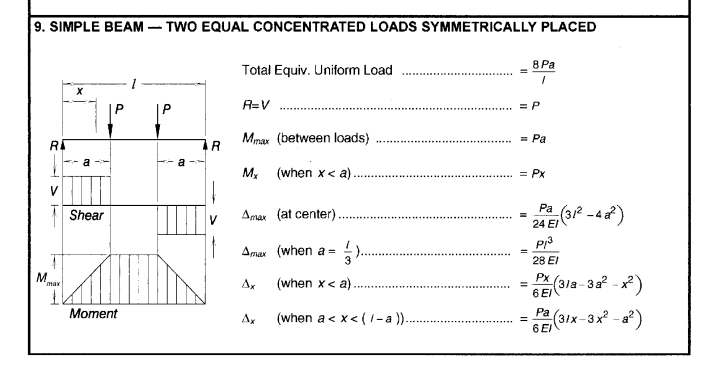 9. SIMPLE BEAM — TWO EQUAL CONCENTRATED LOADS SYMMETRICALLY PLACED
Total Equiv. Uniform Load ................................ = 8Pa/l
R=V ................................ = P
M_max (between loads) ................................ = Pa
M_x (when x < a) ................................ = Px
Δ_max (at center) ................................ = Pa/24EI (3l² – 4a²)
Δ_max (when a = l/3) ................................ = Pl³/28EI
Δ_x (when x < a) ................................ = Px/6EI (3la – 3a² – x²)
Δ_x (when a < x < (l – a)) ................................ = Pa/6EI (3lx – 3x² – a²)
l
x
P P
R R
a a
V
Shear V
M_max
Moment